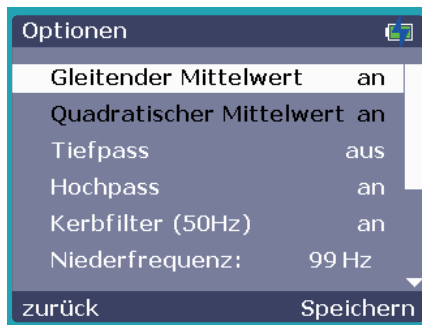 Optionen
Gleitender Mittelwert an
Quadratischer Mittelwert an
Tiefpass aus
Hochpass an
Kerbfilter (50Hz) an
Niederfrequenz: 99 Hz
zurück Speichern